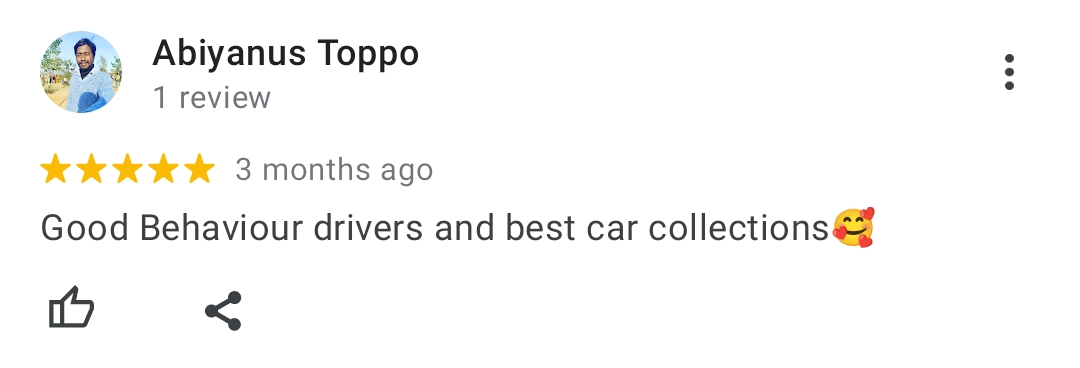 Abiyanus Toppo
1 review
3 months ago
Good Behaviour drivers and best car collections🥰